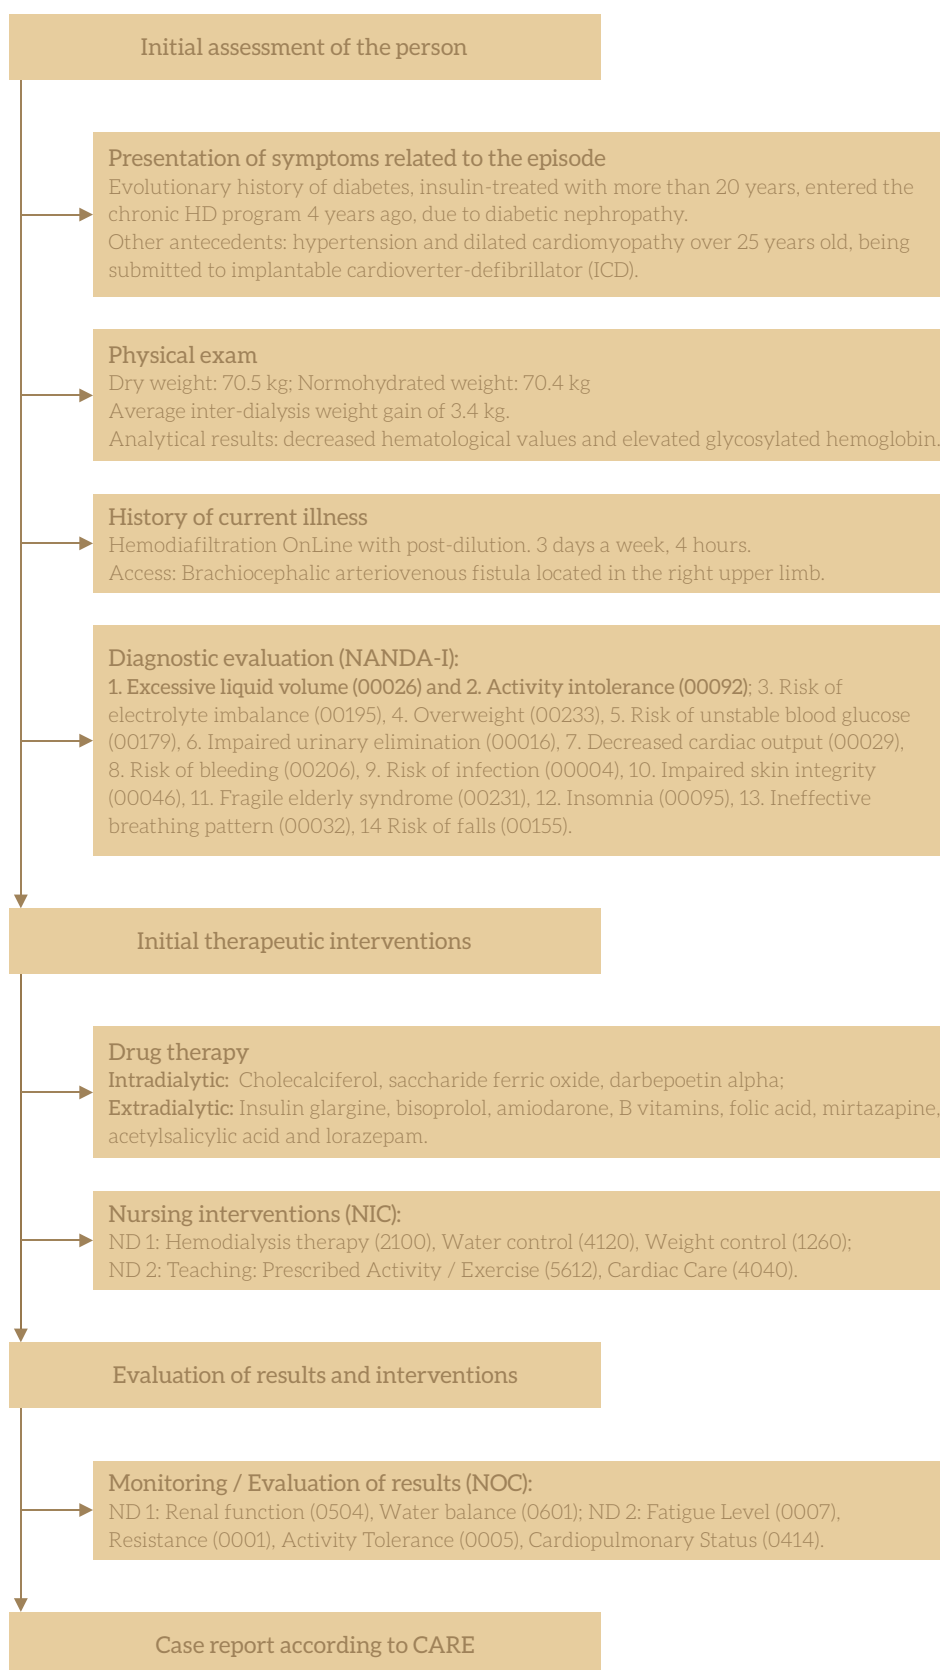 Initial assessment of the person
Presentation of symptoms related to the episode
Evolutionary history of diabetes, insulin-treated with more than 20 years, entered the
chronic HD program 4 years ago, due to diabetic nephropathy.
Other antecedents: hypertension and dilated cardiomyopathy over 25 years old, being
submitted to implantable cardioverter-defibrillator (ICD).
Physical exam
Dry weight: 70.5 kg; Normohydrated weight: 70.4 kg
Average inter-dialysis weight gain of 3.4 kg.
Analytical results: decreased hematological values and elevated glycosylated hemoglobin.
History of current illness
Hemodiafiltration OnLine with post-dilution. 3 days a week, 4 hours.
Access: Brachiocephalic arteriovenous fistula located in the right upper limb.
Diagnostic evaluation (NANDA-I):
1. Excessive liquid volume (00026) and 2. Activity intolerance (00092); 3. Risk of
electrolyte imbalance (00195), 4. Overweight (00233), 5. Risk of unstable blood glucose
(00179), 6. Impaired urinary elimination (00016), 7. Decreased cardiac output (00029),
8. Risk of bleeding (00206), 9. Risk of infection (00004), 10. Impaired skin integrity
(00046), 11. Fragile elderly syndrome (00231), 12. Insomnia (00095), 13. Ineffective
breathing pattern (00032), 14 Risk of falls (00155).
Initial therapeutic interventions
Drug therapy
Intradialytic: Cholecalciferol, saccharide ferric oxide, darbepoetin alpha;
Extradialytic: Insulin glargine, bisoprolol, amiodarone, B vitamins, folic acid, mirtazapine,
acetylsalicylic acid and lorazepam.
Nursing interventions (NIC):
ND 1: Hemodialysis therapy (2100), Water control (4120), Weight control (1260);
ND 2: Teaching: Prescribed Activity / Exercise (5612), Cardiac Care (4040).
Evaluation of results and interventions
Monitoring / Evaluation of results (NOC):
ND 1: Renal function (0504), Water balance (0601); ND 2: Fatigue Level (0007),
Resistance (0001), Activity Tolerance (0005), Cardiopulmonary Status (0414).
Case report according to CARE